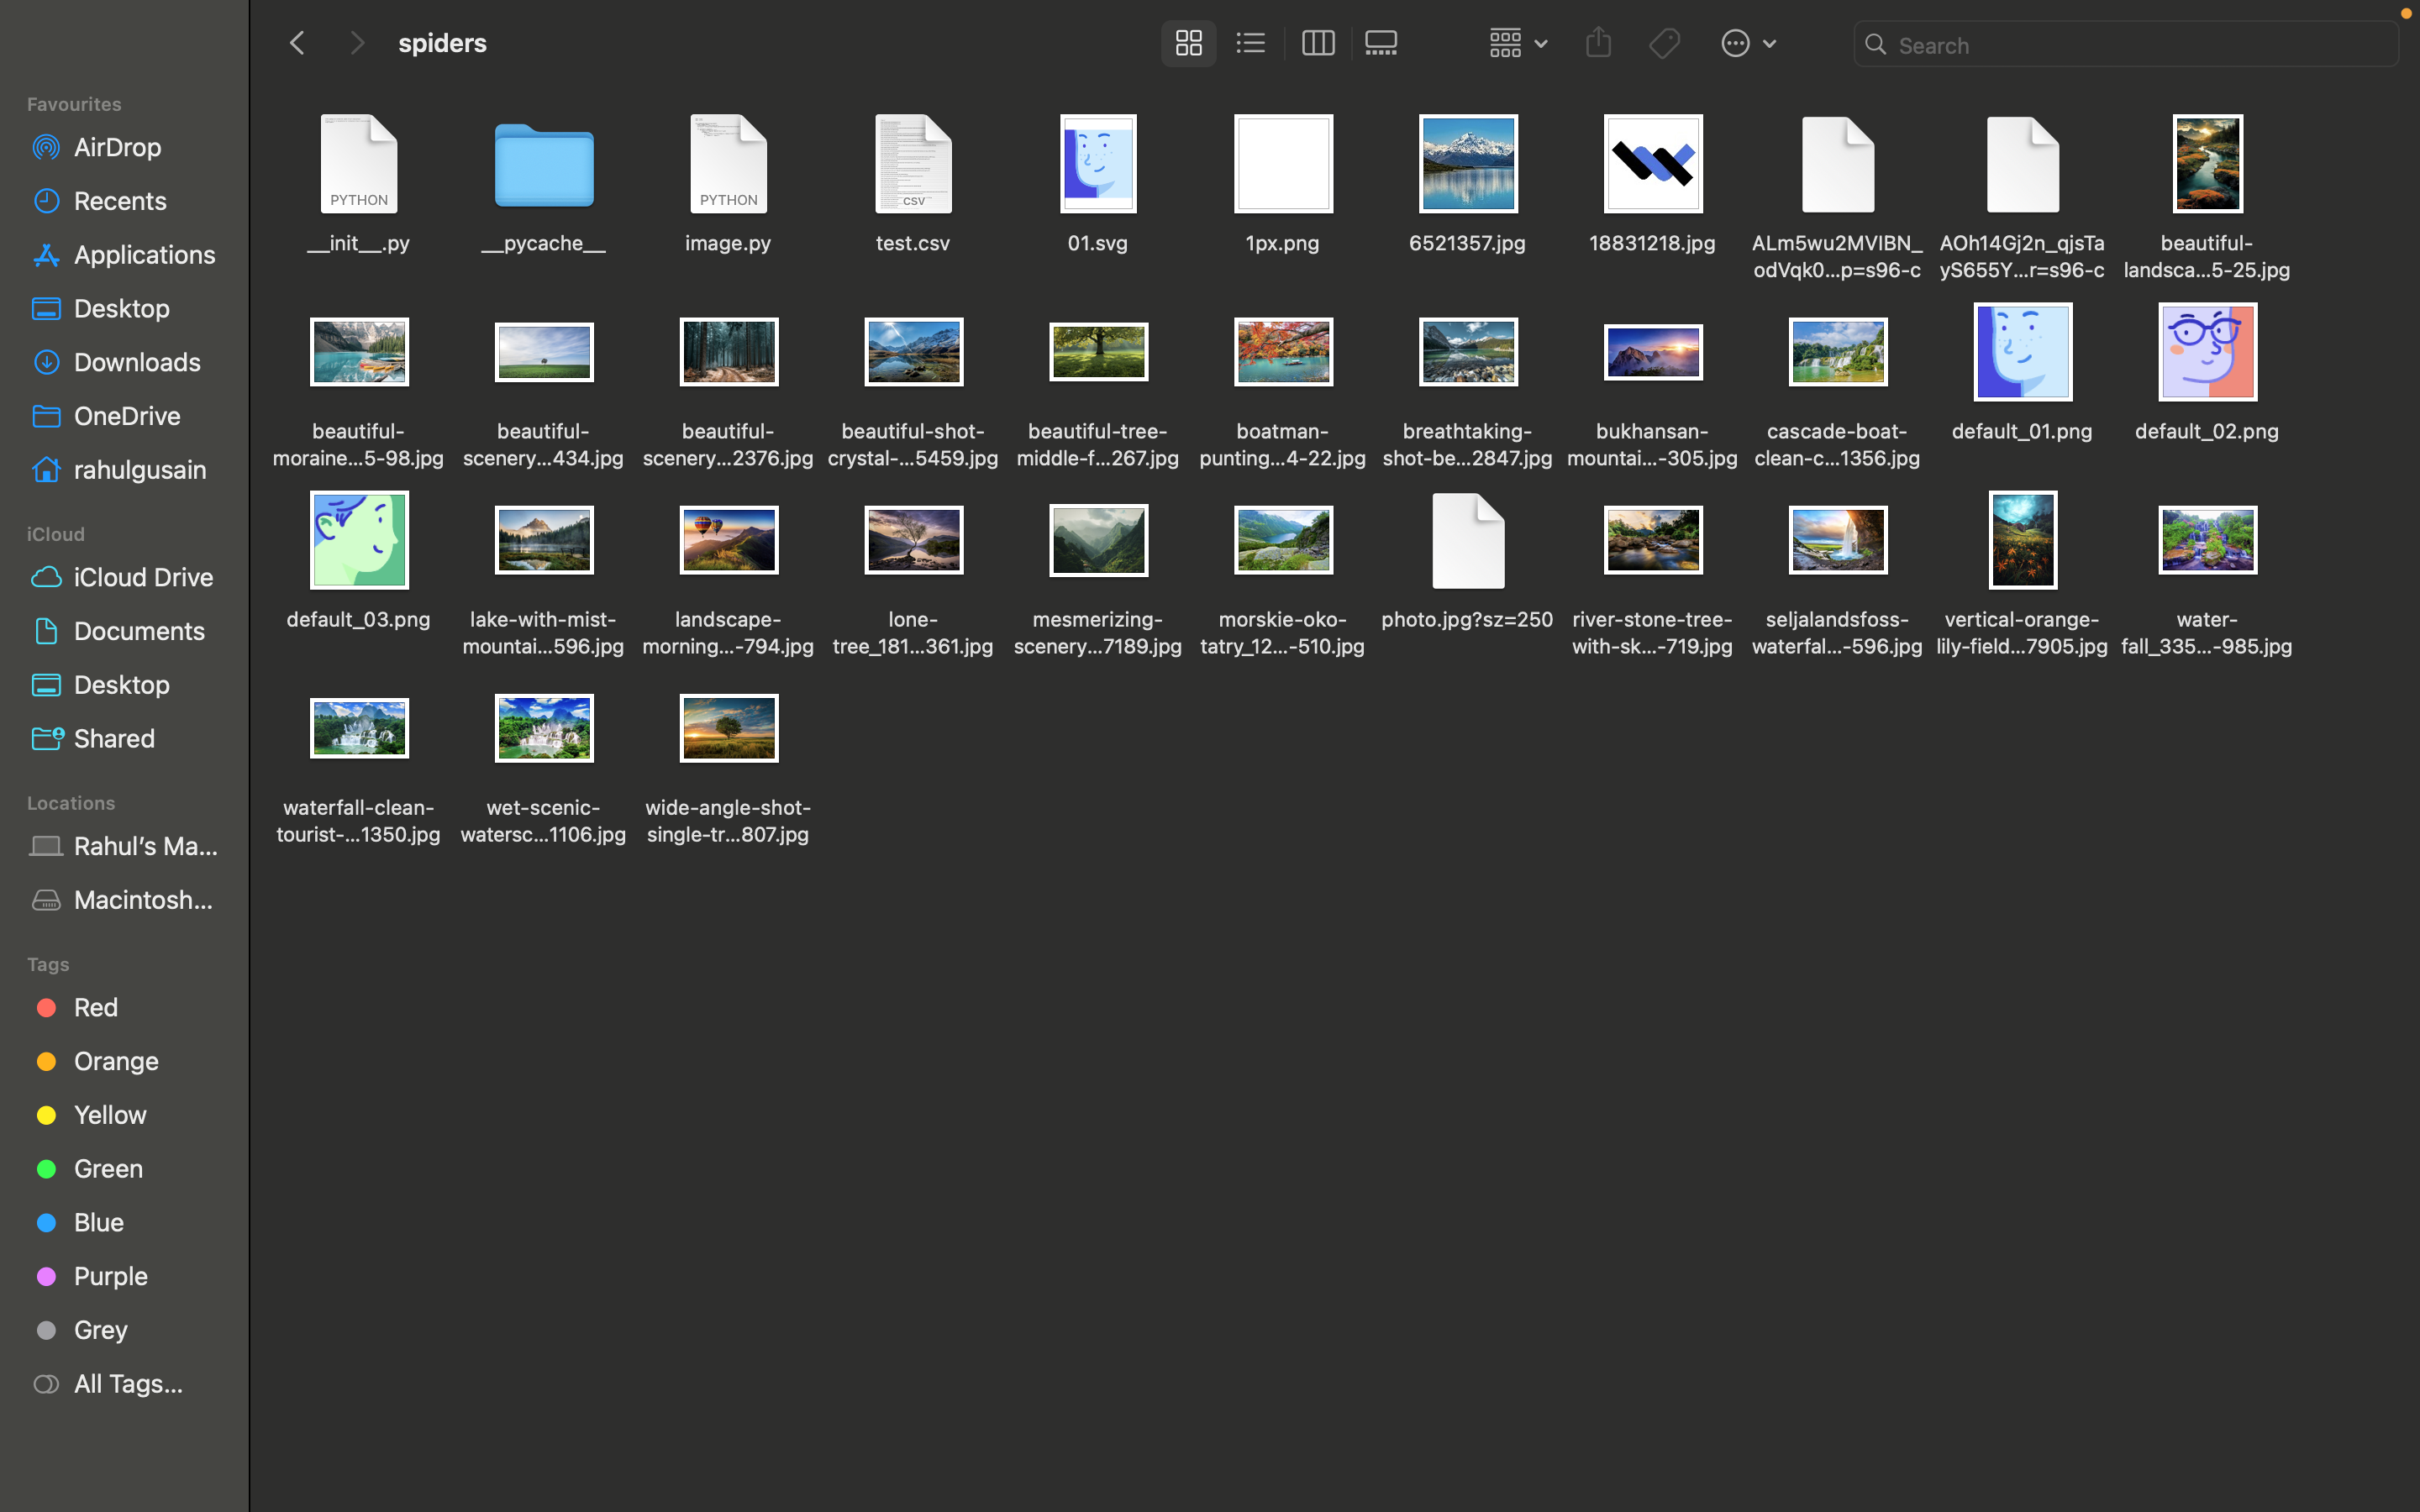 spiders
Search
Favourites
AirDrop
Recents
Applications
Desktop
Downloads
OneDrive
rahulgusain
iCloud
iCloud Drive
Documents
Desktop
Shared
Locations
Rahul's Ma...
Macintosh...
Tags
Red
Orange
Yellow
Green
Blue
Purple
Grey
All Tags...
PYTHON
PYTHON
CSV
__init__.py
__pycache__
image.py
test.csv
01.svg
1px.png
6521357.jpg
18831218.jpg
ALm5wu2MVIBN_
odVqk0...p=s96-c
AOh14Gj2n_qjsTa
yS655Y...r=s96-c
beautiful-
landsca...5-25.jpg
beautiful-
moraine...5-98.jpg
beautiful-
scenery...434.jpg
beautiful-
scenery...2376.jpg
beautiful-shot-
crystal-...5459.jpg
beautiful-tree-
middle-f...267.jpg
boatman-
punting...4-22.jpg
breathtaking-
shot-be...2847.jpg
bukhansan-
mountai...-305.jpg
cascade-boat-
clean-c...1356.jpg
default_01.png
default_02.png
default_03.png
lake-with-mist-
mountai...596.jpg
landscape-
morning...-794.jpg
lone-
tree_181...361.jpg
mesmerizing-
scenery...7189.jpg
morskie-oko-
tatry_12...-510.jpg
photo.jpg?sz=250
river-stone-tree-
with-sk...-719.jpg
seljalandsfoss-
waterfal...-596.jpg
vertical-orange-
lily-field...7905.jpg
water-
fall_335...-985.jpg
waterfall-clean-
tourist-...1350.jpg
wet-scenic-
watersc...1106.jpg
wide-angle-shot-
single-tr...807.jpg